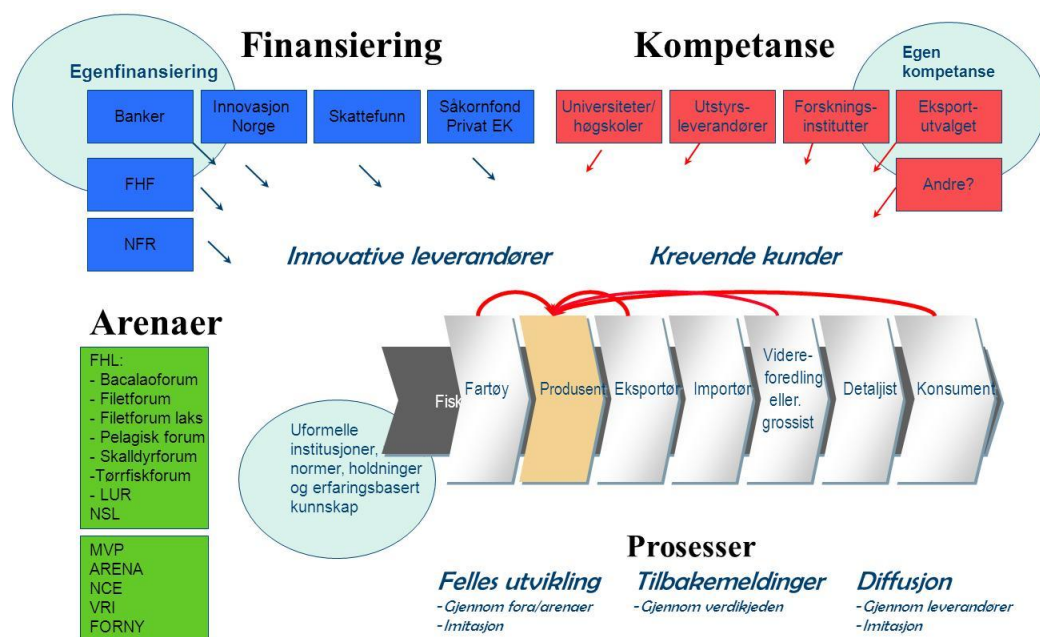 Finansiering
Kompetanse
Egenfinansiering
Egen
kompetanse
Banker
Innovasjon
Norge
Skattefunn
Såkornfond
Privat EK
Universiteter/
høgskoler
Utstyrs-
leverandører
Forsknings-
institutter
Eksport-
utvalget
FHF
Andre?
NFR
Innovative leverandører
Krevende kunder
Arenaer
FHL:
- Bacalaoforum
- Filetforum
- Filetforum laks
- Pelagisk forum
- Skalldyrforum
-Tørrfiskforum
- LUR
NSL
MVP
ARENA
NCE
VRI
FORNY
Fisk
Fartøy
Produsent
Eksportør
Importør
Videre-
foredling
eller.
grossist
Detaljist
Konsument
Uformelle
institusjoner,
normer, holdninger
og erfaringsbasert
kunnskap
Prosesser
Felles utvikling
- Gjennom fora/arenaer
- Imitasjon
Tilbakemeldinger
- Gjennom verdikjeden
Diffusjon
- Gjennom leverandører
- Imitasjon